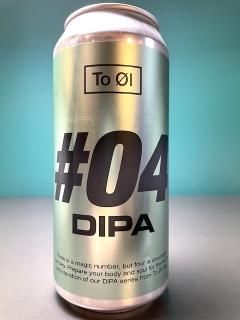 To Øl
#04
DIPA
is a magic number, but four is
Prepare your body and soul for the
iteration of our DIPA series from To Øl